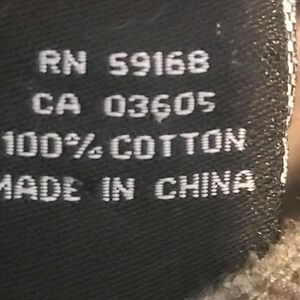 RN 59168
CA 03605
100% COTTON
MADE IN CHINA